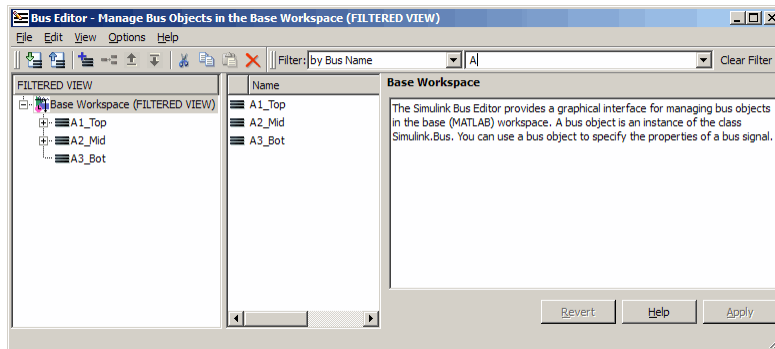 Bus Editor - Manage Bus Objects in the Base Workspace (FILTERED VIEW)
File Edit View Options Help
Filter: by Bus Name A Clear Filter
FILTERED VIEW
Base Workspace (FILTERED VIEW)
A1_Top
A2_Mid
A3_Bot
Name
A1_Top
A2_Mid
A3_Bot
Base Workspace
The Simulink Bus Editor provides a graphical interface for managing bus objects
in the base (MATLAB) workspace. A bus object is an instance of the class
Simulink.Bus. You can use a bus object to specify the properties of a bus signal.
Revert Help Apply